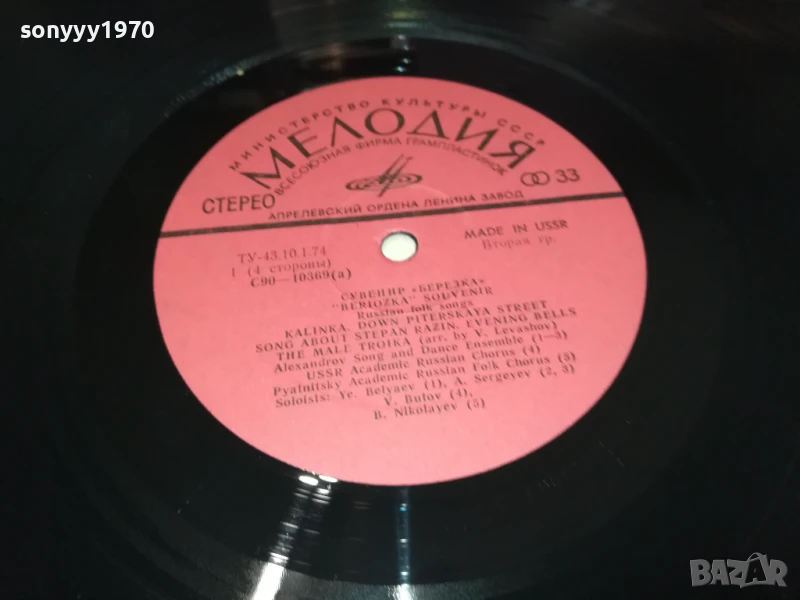 sonyyy1970
МИНИСТЕРСТВО КУЛЬТУРЫ СССР
МЕЛОДИЯ
ВСЕСОЮЗНАЯ ФИРМА ГРАМПЛАСТИНОК
СТЕРЕО
33
АПРЕЛЕВСКИЙ ОРДЕНА ЛЕНИНА ЗАВОД
ТУ-43.10.1.74
1 (4 стороны)
С90—10369(а)
MADE IN USSR
Вторая гр.
СУВЕНИР «БЕРЕЗКА»
"BERIOZKA" SOUVENIR
Russian folk songs
KALINKA. DOWN PITERSKAYA STREET
SONG ABOUT STEPAN RAZIN. EVENING BELLS
THE MALE TROIKA (arr. by V. Levashov)
Alexandrov Song and Dance Ensemble (1—3)
USSR Academic Russian Chorus (4)
Pyatnitsky Academic Russian Folk Chorus (5)
Soloists: Ye. Belyaev (1), A. Sergeyev (2, 3)
V. Butov (4),
B. Nikolayev (5)
BAZAR